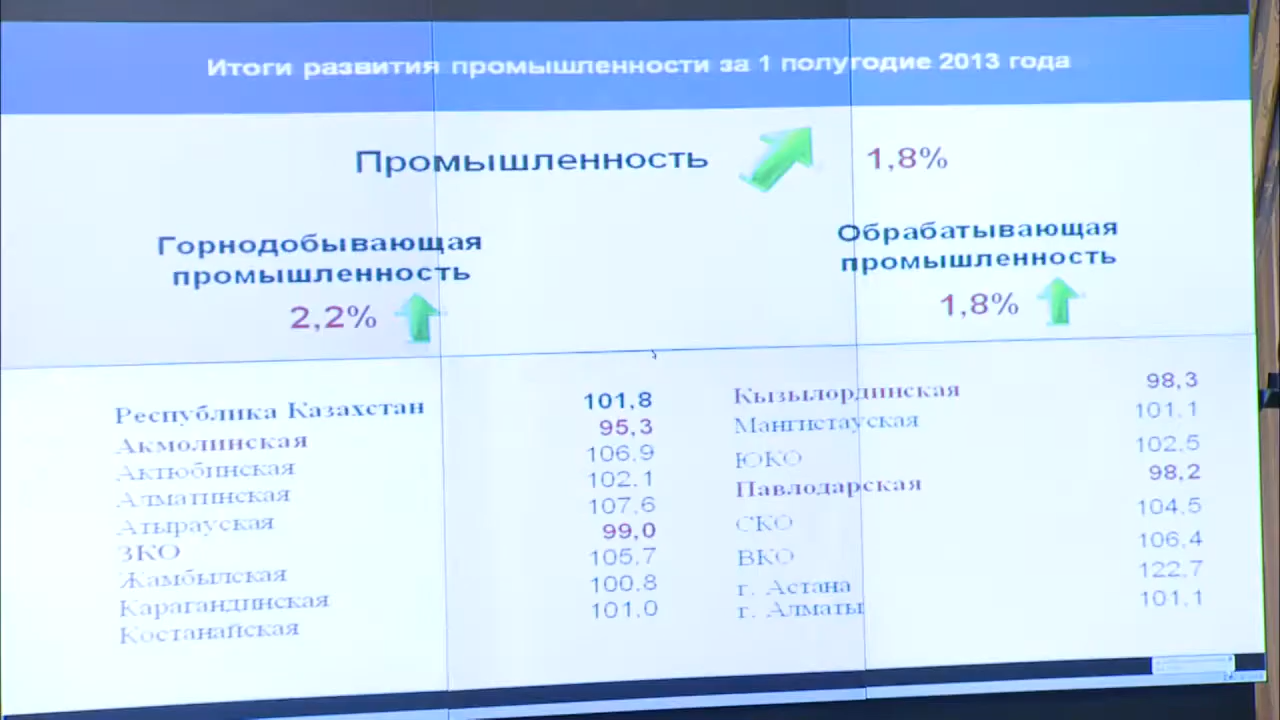 Итоги развития промышленности за 1 полугодие 2013 года
Промышленность 1,8%
Горнодобывающая
промышленность
2,2%
Обрабатывающая
промышленность
1,8%
Республика Казахстан 101,8
Акмолинская 95,3
Актюбинская 106,9
Алматинская 102,1
Атырауская 107,6
ЗКО 99,0
Жамбылская 105,7
Карагандинская 100,8
Костанайская 101,0
Кызылординская 98,3
Мангистауская 101,1
ЮКО 102,5
Павлодарская 98,2
СКО 104,5
ВКО 106,4
г. Астана 122,7
г. Алматы 101,1